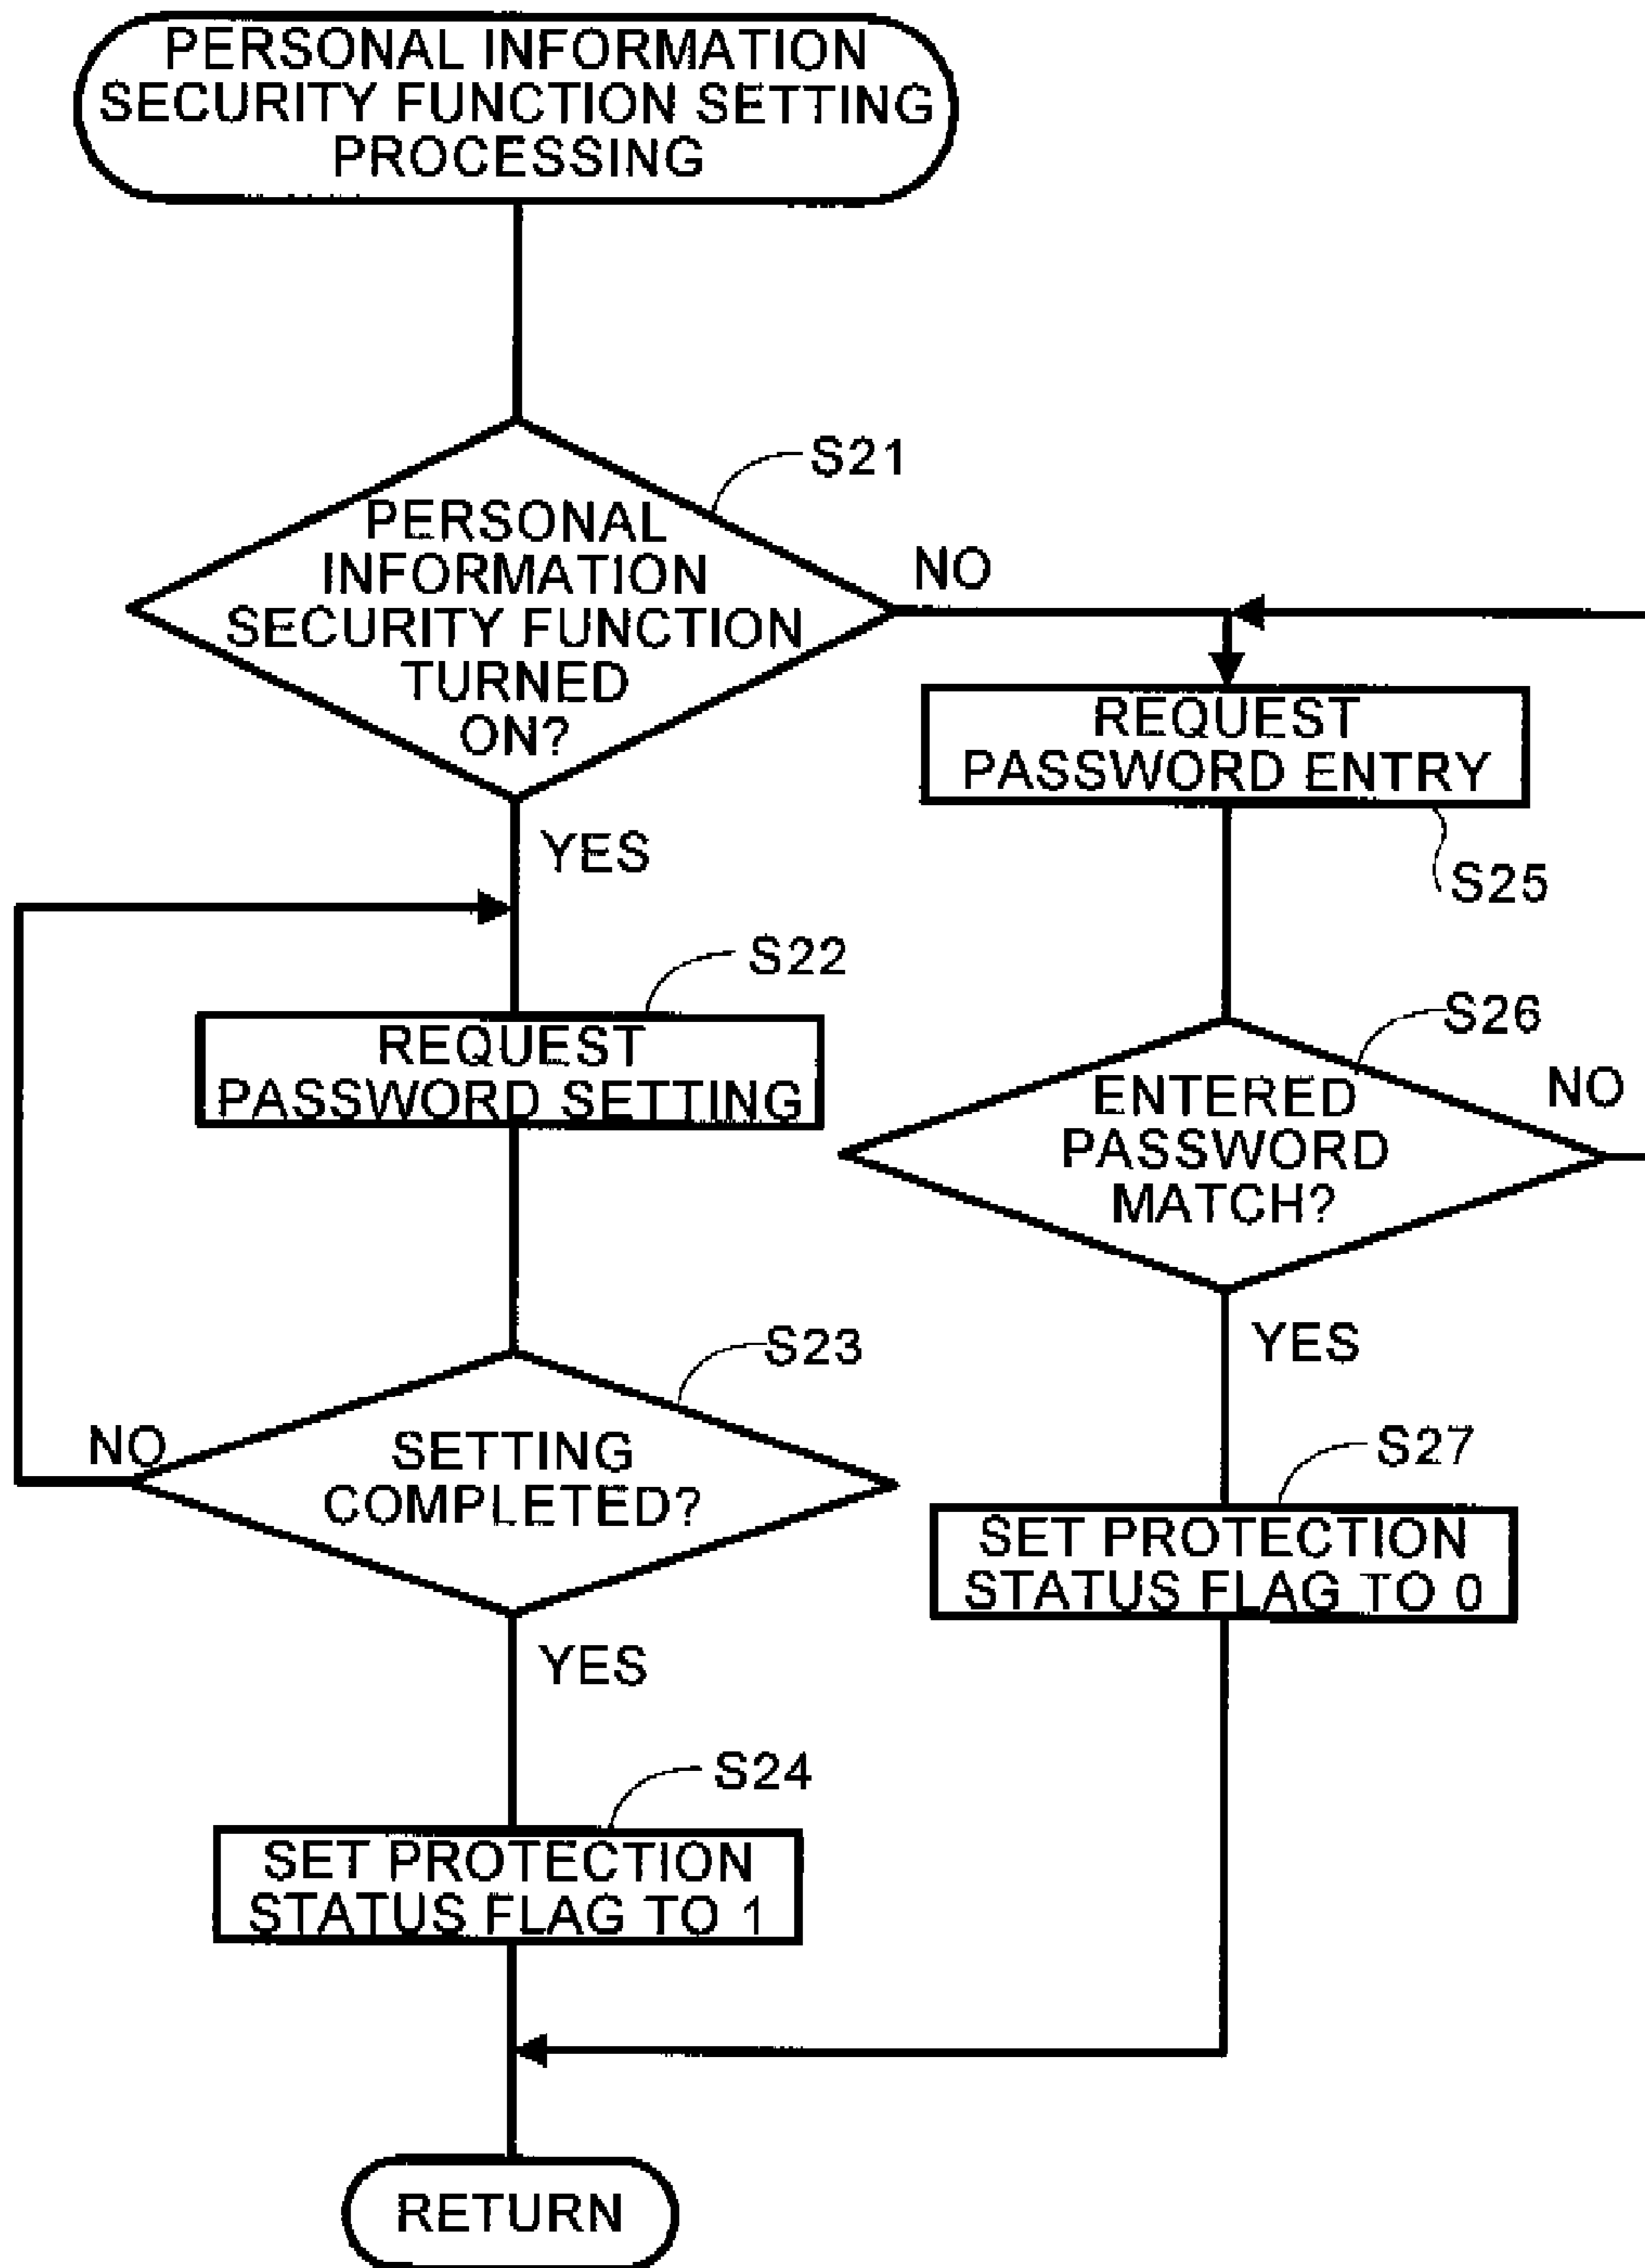 PERSONAL INFORMATION
SECURITY FUNCTION SETTING
PROCESSING
S21
PERSONAL
INFORMATION
SECURITY FUNCTION
TURNED
ON?
NO
YES
REQUEST
PASSWORD ENTRY
S25
S22
REQUEST
PASSWORD SETTING
S26
ENTERED
PASSWORD
MATCH?
NO
YES
S23
SETTING
COMPLETED?
NO
YES
S27
SET PROTECTION
STATUS FLAG TO 0
S24
SET PROTECTION
STATUS FLAG TO 1
RETURN